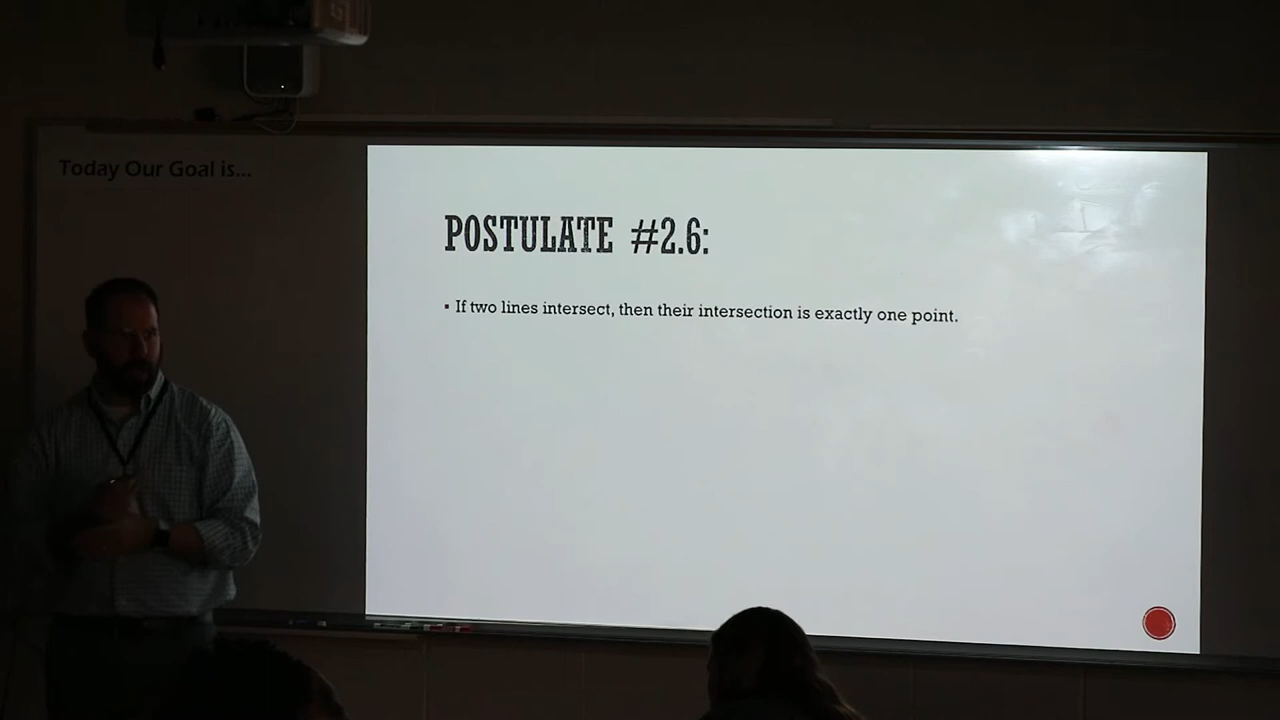 Today Our Goal is...
POSTULATE #2.6:
▪ If two lines intersect, then their intersection is exactly one point.